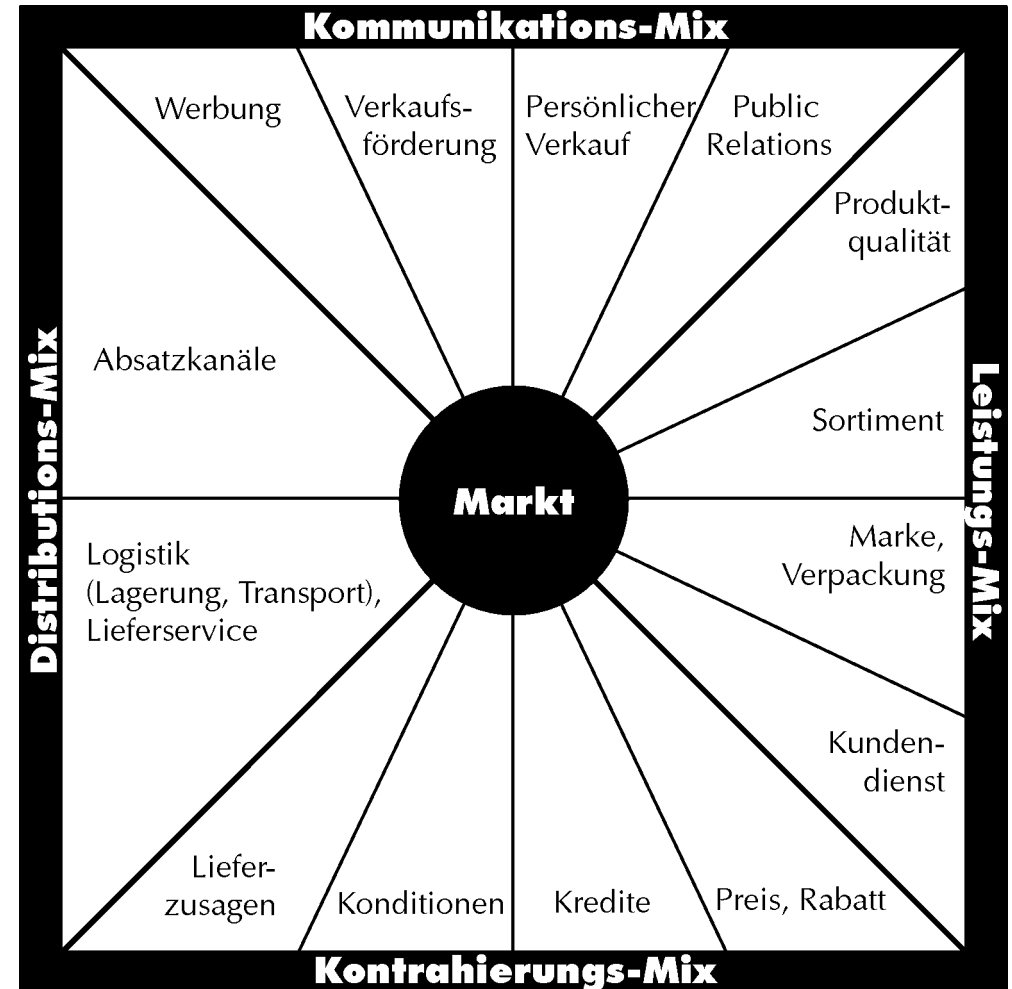 Kommunikations-Mix
Werbung
Verkaufs-
förderung
Persönlicher
Verkauf
Public
Relations
Produkt-
qualität
Absatzkanäle
Sortiment
Distributions-Mix
Markt
Leistungs-Mix
Logistik
(Lagerung, Transport),
Lieferservice
Marke,
Verpackung
Kunden-
dienst
Liefer-
zusagen
Konditionen
Kredite
Preis, Rabatt
Kontrahierungs-Mix